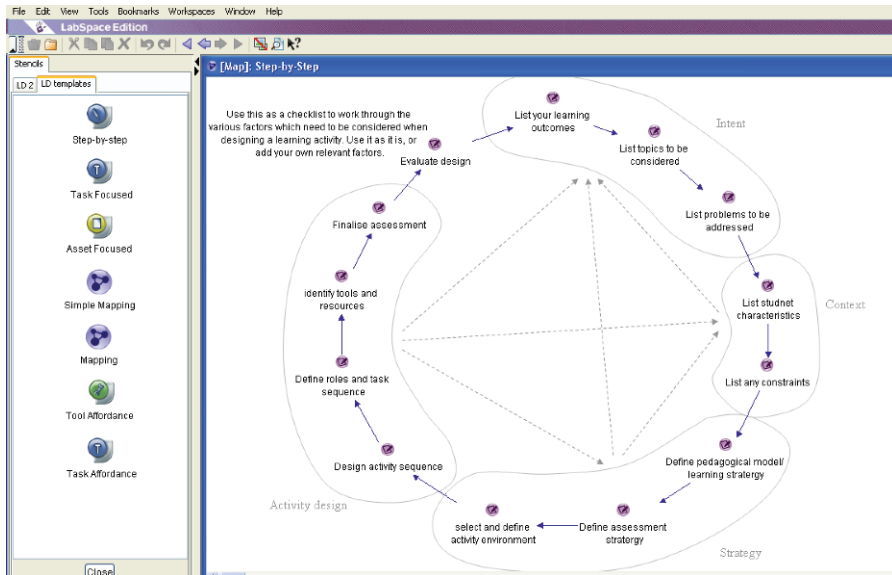 File Edit View Tools Bookmarks Workspaces Window Help
LabSpace Edition
Stencils
LD 2 LD templates
Step-by-step
Task Focused
Asset Focused
Simple Mapping
Mapping
Tool Affordance
Task Affordance
Close
[Map]: Step-by-Step
Use this as a checklist to work through the
various factors which need to be considered when
designing a learning activity. Use it as it is, or
add your own relevant factors.
List your learning
outcomes
Intent
List topics to be
considered
List problems to be
addressed
List studnet
characteristics
Context
List any constraints
Define pedagogical model/
learning stratergy
Define assessment
stratergy
Strategy
select and define
activity environment
Design activity sequence
Activity design
Define roles and task
sequence
identify tools and
resources
Finalise assessment
Evaluate design